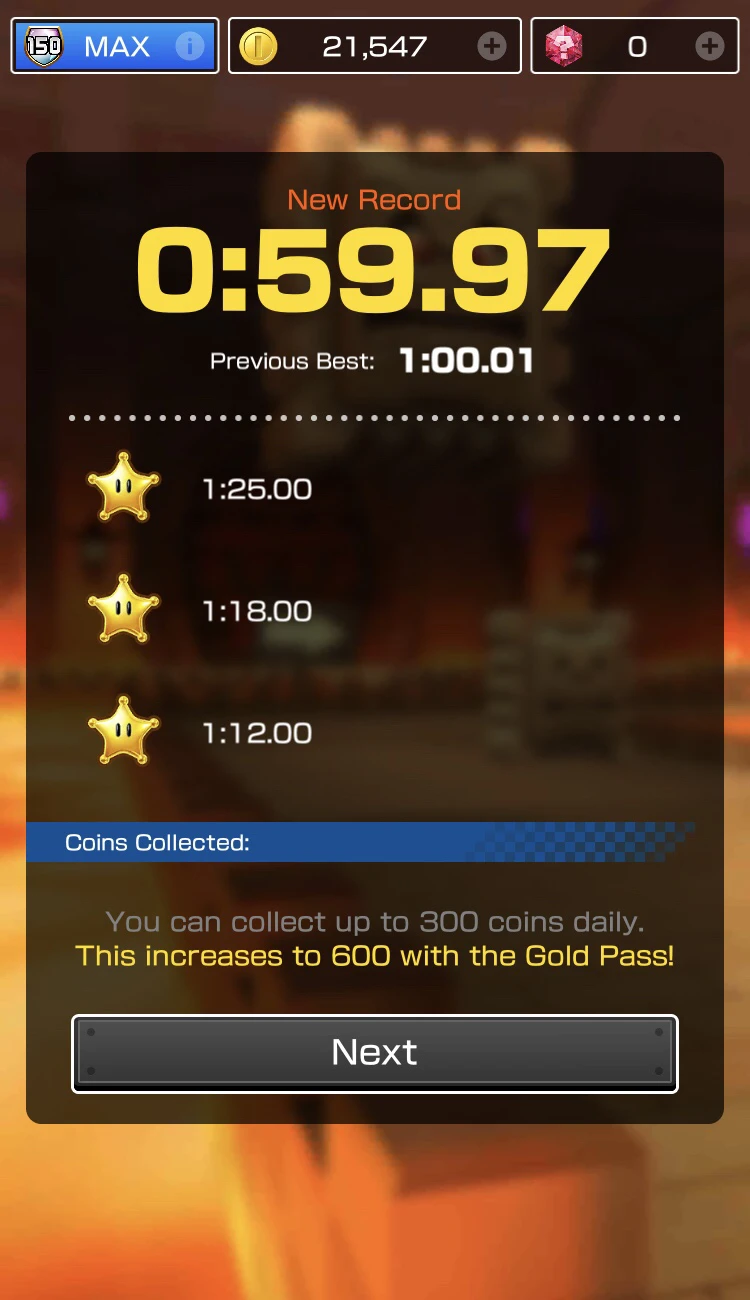 150 MAX i 21,547 + ? 0 +
New Record
0:59.97
Previous Best: 1:00.01
1:25.00
1:18.00
1:12.00
Coins Collected:
You can collect up to 300 coins daily.
This increases to 600 with the Gold Pass!
Next